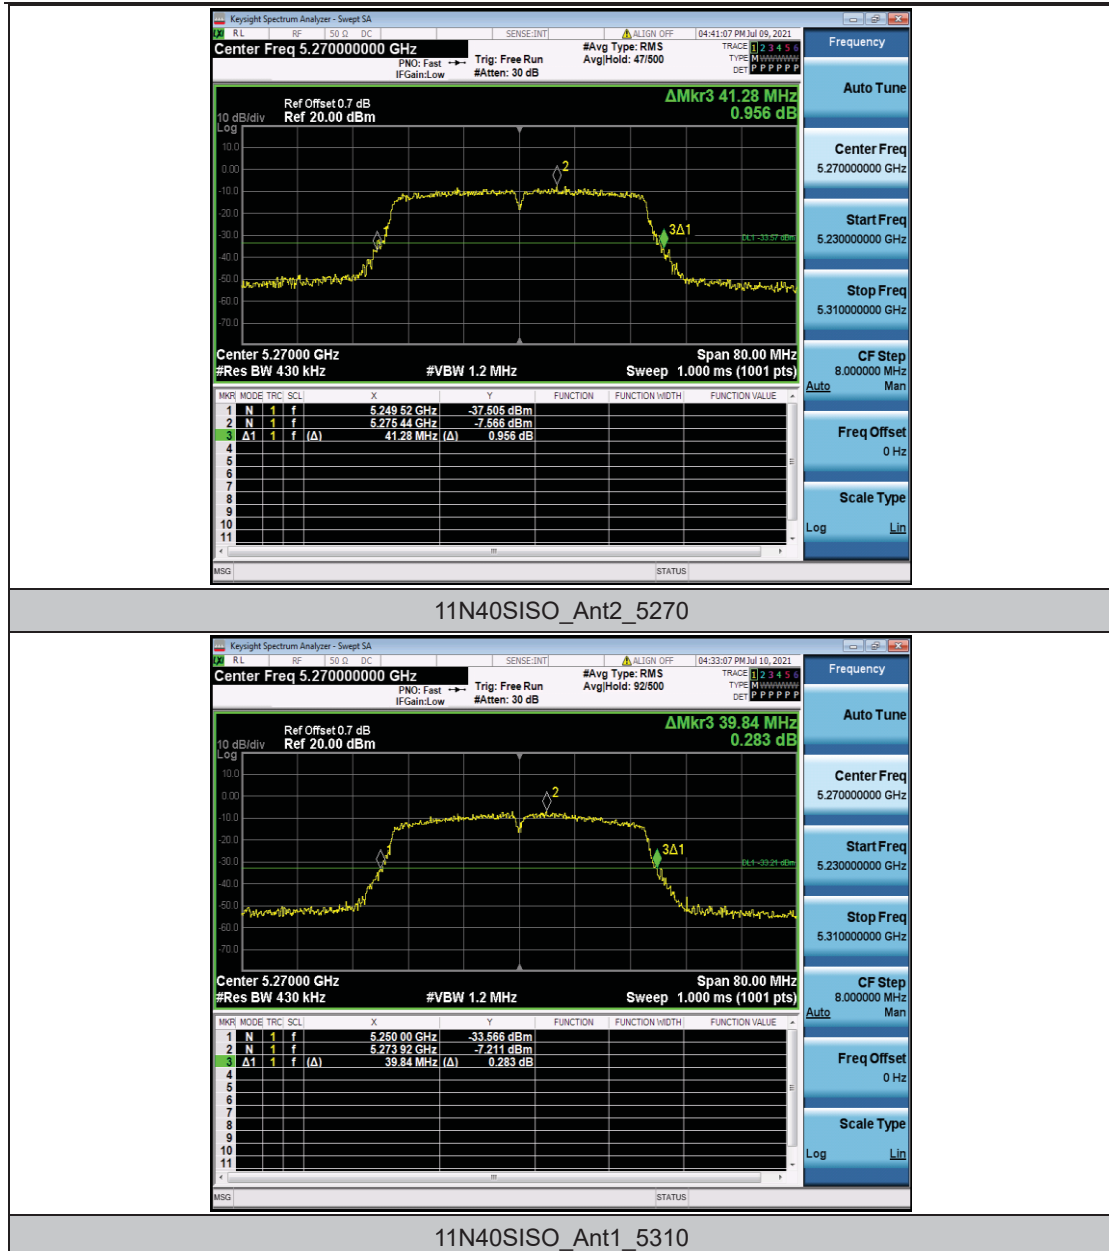 Keysight Spectrum Analyzer - Swept SA
LXI RL RF 50 Ω DC SENSE:INT ALIGN OFF 04:41:07 PM Jul 09, 2021
Center Freq 5.270000000 GHz
PNO: Fast
IFGain:Low
Trig: Free Run
#Atten: 30 dB
#Avg Type: RMS
Avg|Hold: 47/500
TRACE 1 2 3 4 5 6
TYPE M WWWWW
DET P P P P P P
ΔMkr3 41.28 MHz
0.956 dB
Ref Offset 0.7 dB
10 dB/div Ref 20.00 dBm
Log
10.0
0.00
-10.0
-20.0
-30.0
-40.0
-50.0
-60.0
-70.0
2
1
3Δ1
DL1 -33.57 dBm
Center 5.27000 GHz Span 80.00 MHz
#Res BW 430 kHz #VBW 1.2 MHz Sweep 1.000 ms (1001 pts)
MKR MODE TRC SCL X Y FUNCTION FUNCTION WIDTH FUNCTION VALUE
1 N 1 f 5.249 52 GHz -37.505 dBm
2 N 1 f 5.275 44 GHz -7.566 dBm
3 Δ1 1 f (Δ) 41.28 MHz (Δ) 0.956 dB
4
5
6
7
8
9
10
11
MSG STATUS
Frequency
Auto Tune
Center Freq
5.270000000 GHz
Start Freq
5.230000000 GHz
Stop Freq
5.310000000 GHz
CF Step
8.000000 MHz
Auto Man
Freq Offset
0 Hz
Scale Type
Log Lin
11N40SISO_Ant2_5270
Keysight Spectrum Analyzer - Swept SA
LXI RL RF 50 Ω DC SENSE:INT ALIGN OFF 04:33:07 PM Jul 10, 2021
Center Freq 5.270000000 GHz
PNO: Fast
IFGain:Low
Trig: Free Run
#Atten: 30 dB
#Avg Type: RMS
Avg|Hold: 92/500
TRACE 1 2 3 4 5 6
TYPE M WWWWW
DET P P P P P P
ΔMkr3 39.84 MHz
0.283 dB
Ref Offset 0.7 dB
10 dB/div Ref 20.00 dBm
Log
10.0
0.00
-10.0
-20.0
-30.0
-40.0
-50.0
-60.0
-70.0
2
1
3Δ1
DL1 -33.21 dBm
Center 5.27000 GHz Span 80.00 MHz
#Res BW 430 kHz #VBW 1.2 MHz Sweep 1.000 ms (1001 pts)
MKR MODE TRC SCL X Y FUNCTION FUNCTION WIDTH FUNCTION VALUE
1 N 1 f 5.250 00 GHz -33.566 dBm
2 N 1 f 5.273 92 GHz -7.211 dBm
3 Δ1 1 f (Δ) 39.84 MHz (Δ) 0.283 dB
4
5
6
7
8
9
10
11
MSG STATUS
Frequency
Auto Tune
Center Freq
5.270000000 GHz
Start Freq
5.230000000 GHz
Stop Freq
5.310000000 GHz
CF Step
8.000000 MHz
Auto Man
Freq Offset
0 Hz
Scale Type
Log Lin
11N40SISO_Ant1_5310